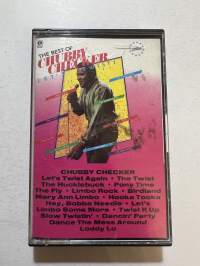 THE BEST OF
CHUBBY
CHECKER
CHUBBY CHECKER
Let's Twist Again • The Twist
The Hucklebuck • Pony Time
The Fly • Limbo Rock • Birdland
Mary Ann Limbo • Hooka Tooka
Hey, Bobba Needle • Let's
Limbo Some More • Twist It Up
Slow Twistin' • Dancin' Party
Dance The Mess Around
Loddy Lo